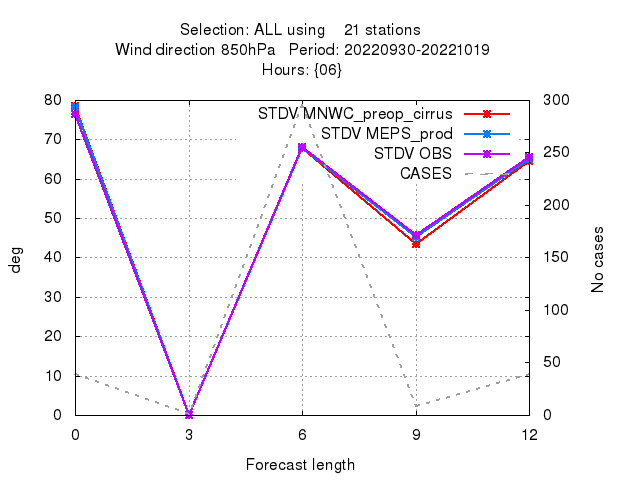 Selection: ALL using    21 stations
Wind direction 850hPa   Period: 20220930-20221019
Hours: {06}
STDV MNWC_preop_cirrus
STDV MEPS_prod
STDV OBS
CASES
80
70
60
50
40
30
20
10
0
deg
300
250
200
150
100
50
0
No cases
0 3 6 9 12
Forecast length